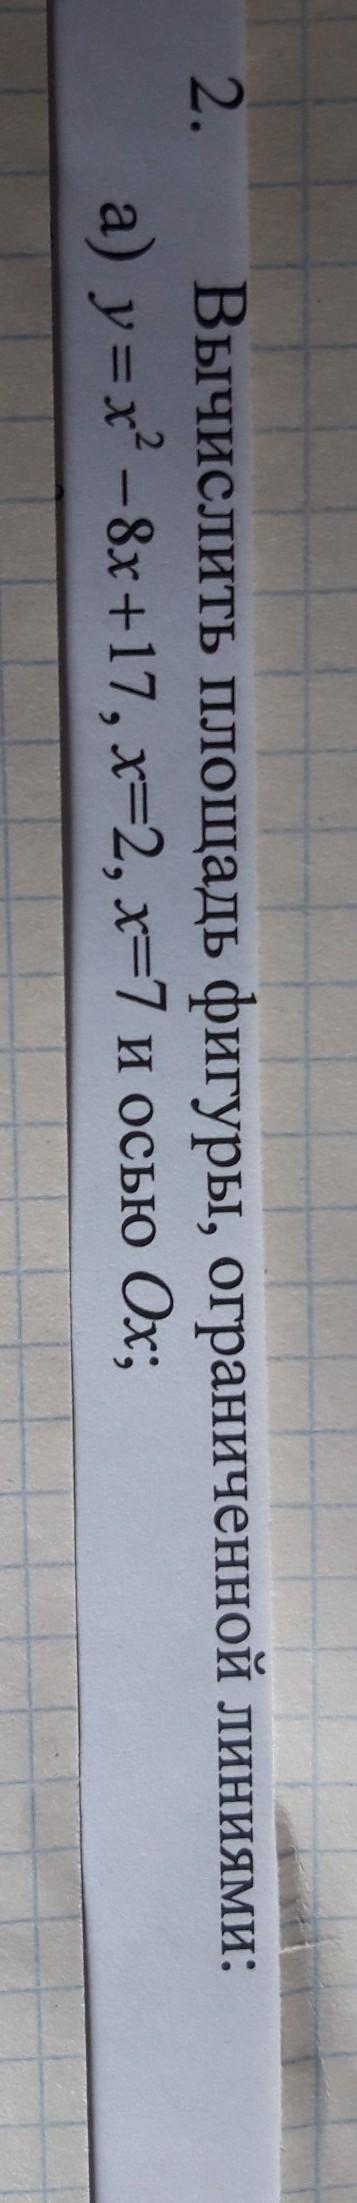 2. Вычислить площадь фигуры, ограниченной линиями:
а) y = x² – 8x + 17, x=2, x=7 и осью Ox;